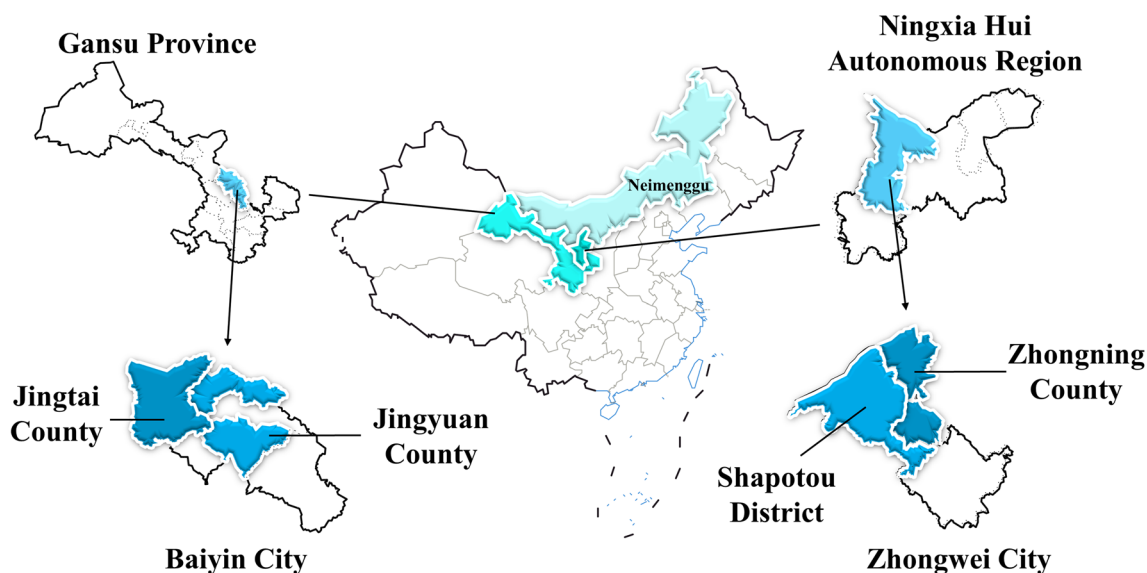 Gansu Province
Ningxia Hui
Autonomous Region
Neimenggu
Jingtai
County
Jingyuan
County
Zhongning
County
Shapotou
District
Baiyin City
Zhongwei City